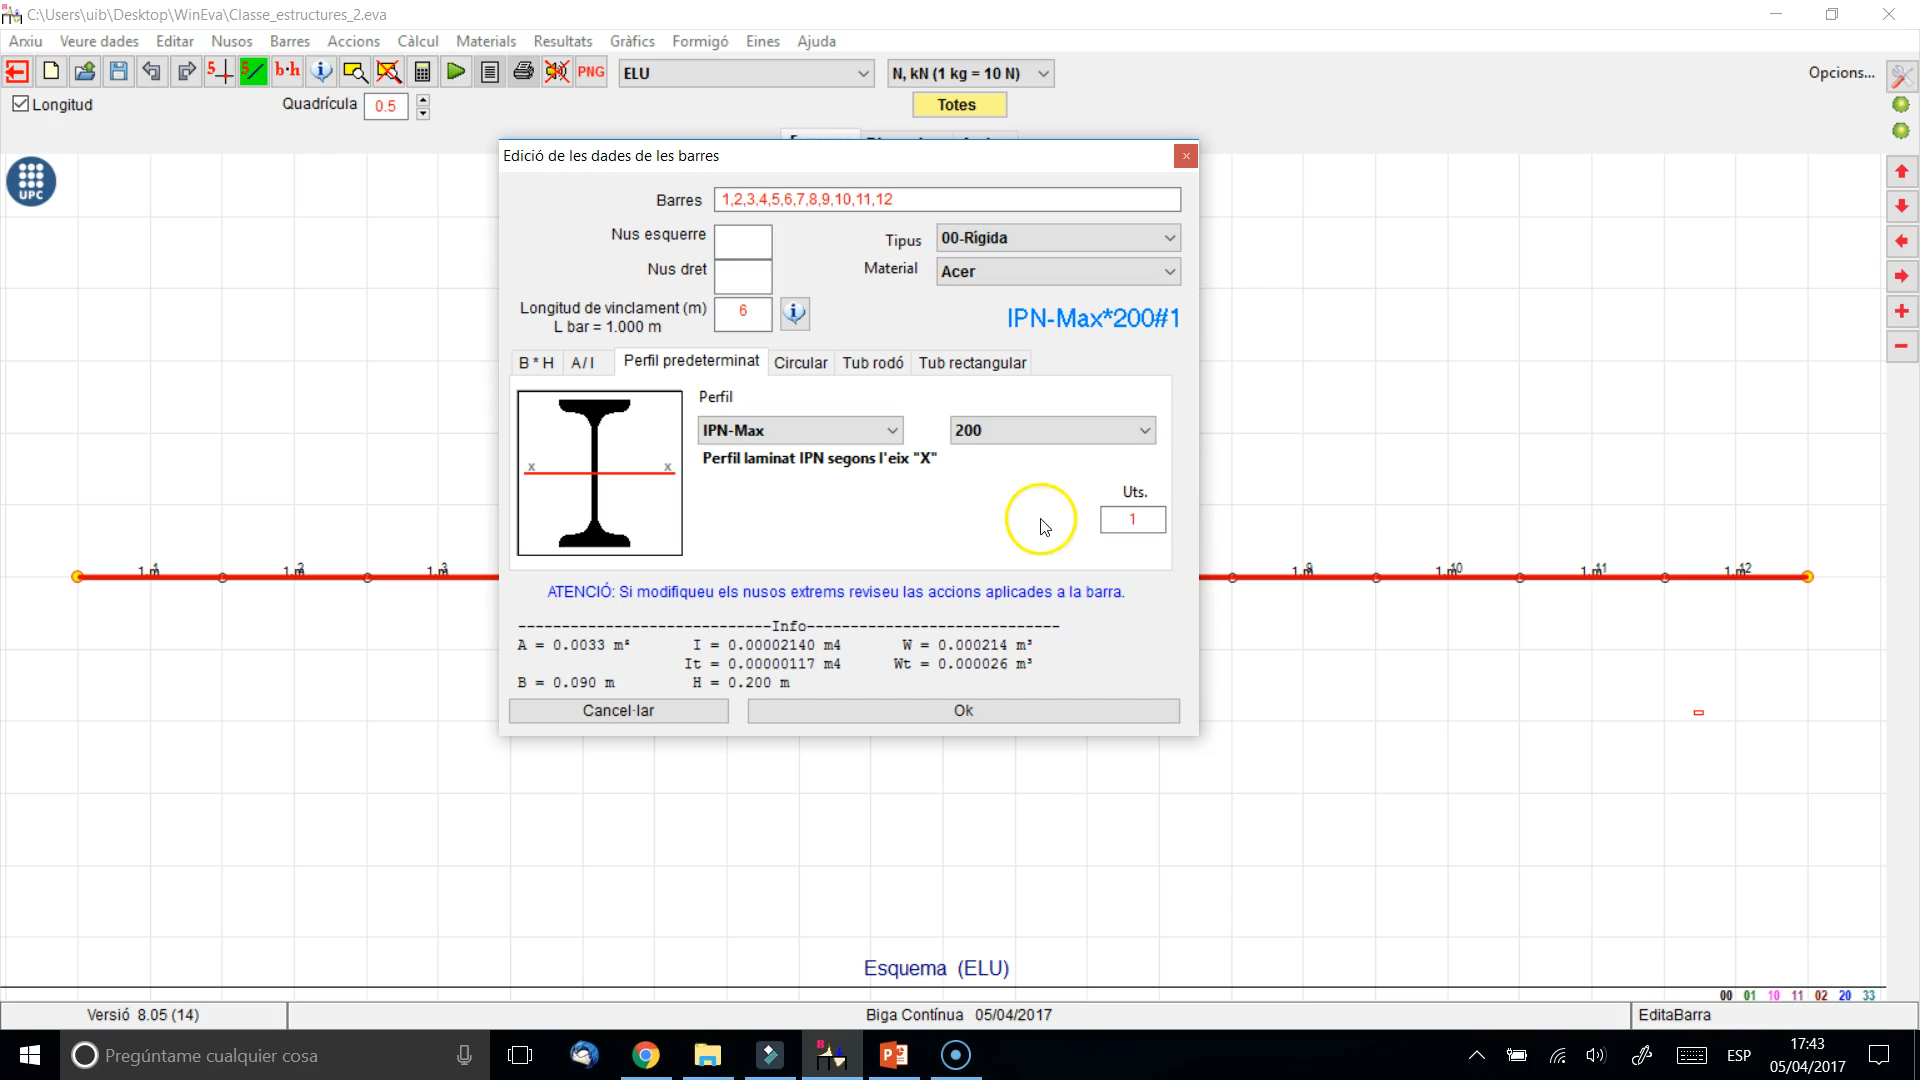 C:\Users\uib\Desktop\WinEva\Classe_estructures_2.eva
Arxiu Veure dades Editar Nusos Barres Accions Càlcul Materials Resultats Gràfics Formigó Eines Ajuda
5 5 b·h PNG ELU N, kN (1 kg = 10 N) Opcions...
Longitud Quadrícula 0.5 Totes
UPC
Edició de les dades de les barres
Barres 1,2,3,4,5,6,7,8,9,10,11,12
Nus esquerre Tipus 00-Rígida
Nus dret Material Acer
Longitud de vinclament (m) 6
L bar = 1.000 m
IPN-Max*200#1
B * H A / I Perfil predeterminat Circular Tub rodó Tub rectangular
Perfil
IPN-Max 200
Perfil laminat IPN segons l'eix "X"
x x
Uts.
1
ATENCIÓ: Si modifiqueu els nusos extrems reviseu las accions aplicades a la barra.
-----------------------------Info-----------------------------
A = 0.0033 m² I = 0.00002140 m4 W = 0.000214 m³
It = 0.00000117 m4 Wt = 0.000026 m³
B = 0.090 m H = 0.200 m
Cancel·lar Ok
Esquema (ELU)
00 01 10 11 02 20 33
Versió 8.05 (14) Biga Contínua 05/04/2017 EditaBarra
Pregúntame cualquier cosa
ESP
17:43
05/04/2017